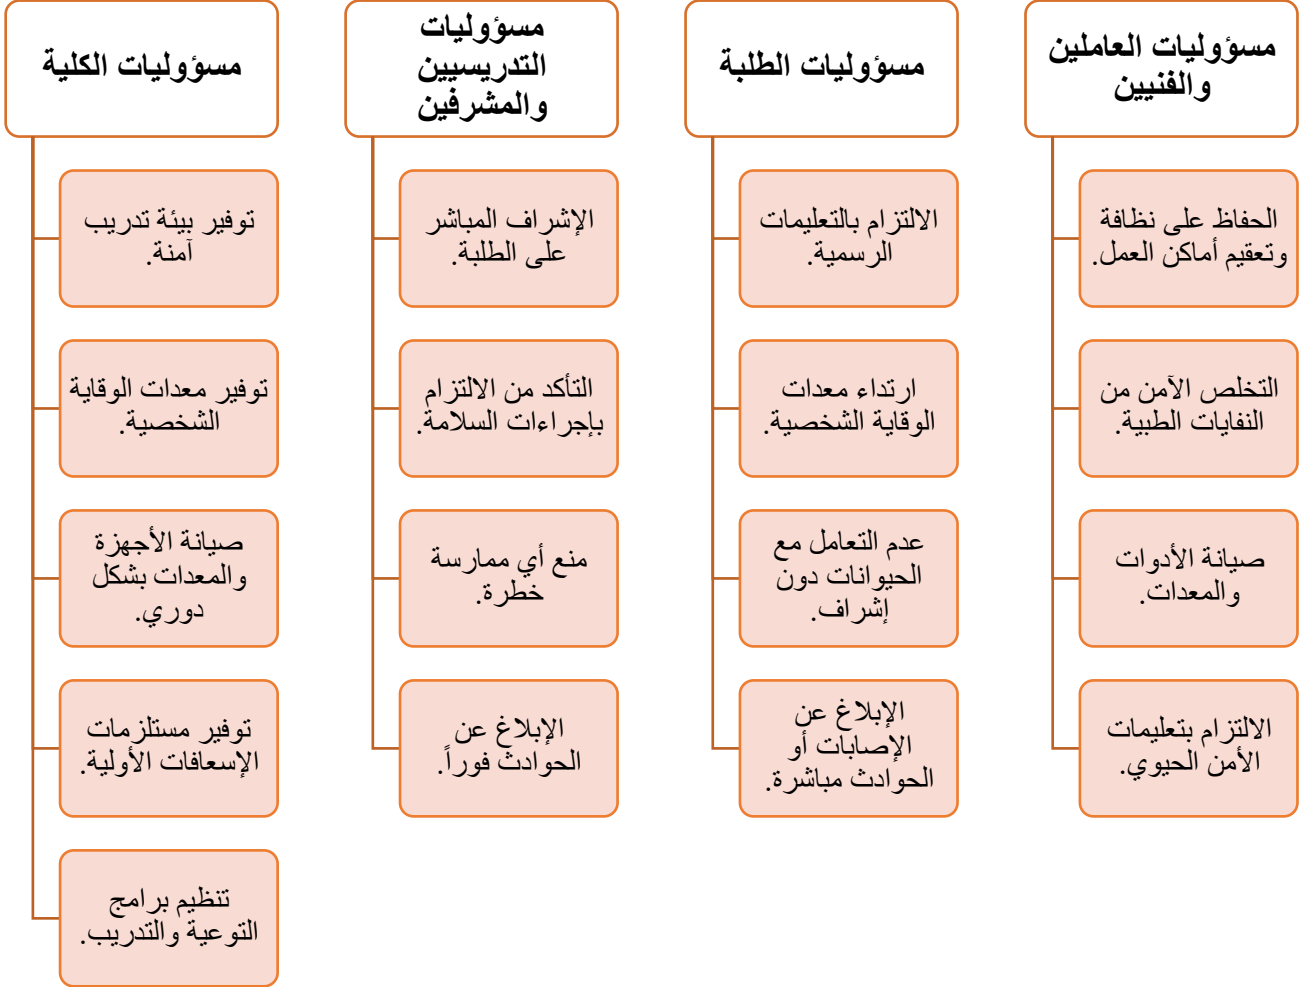 مسؤوليات العاملين
والفنيين
الحفاظ على نظافة
وتعقيم أماكن العمل.
التخلص الآمن من
النفايات الطبية.
صيانة الأدوات
والمعدات.
الالتزام بتعليمات
الأمن الحيوي.
مسؤوليات الطلبة
الالتزام بالتعليمات
الرسمية.
ارتداء معدات
الوقاية الشخصية.
عدم التعامل مع
الحيوانات دون
إشراف.
الإبلاغ عن
الإصابات أو
الحوادث مباشرة.
مسؤوليات
التدريسيين
والمشرفين
الإشراف المباشر
على الطلبة.
التأكد من الالتزام
بإجراءات السلامة.
منع أي ممارسة
خطرة.
الإبلاغ عن
الحوادث فوراً.
مسؤوليات الكلية
توفير بيئة تدريب
آمنة.
توفير معدات الوقاية
الشخصية.
صيانة الأجهزة
والمعدات بشكل
دوري.
توفير مستلزمات
الإسعافات الأولية.
تنظيم برامج
التوعية والتدريب.